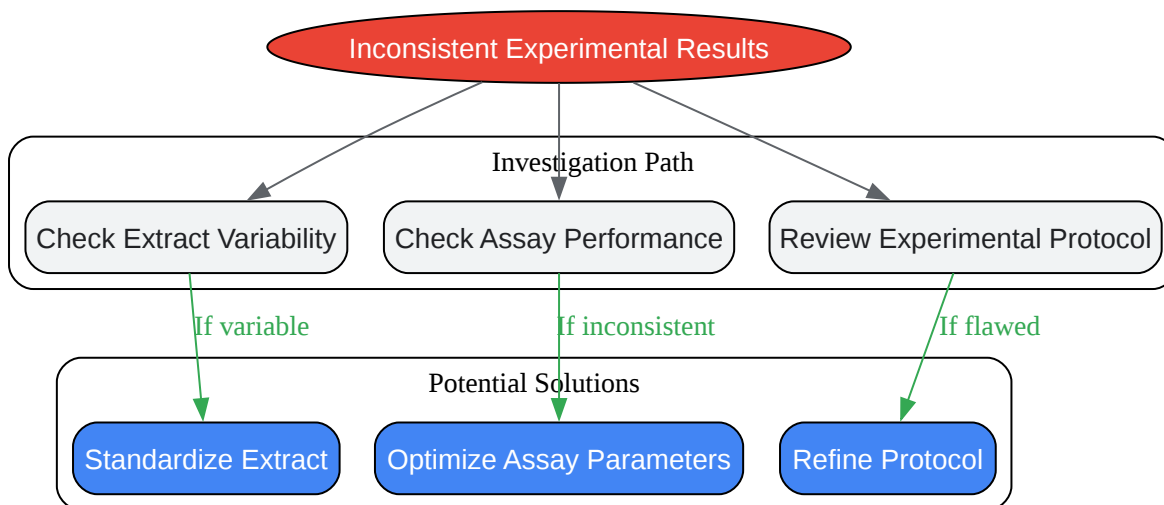 Inconsistent Experimental Results
Investigation Path
Check Extract Variability
Check Assay Performance
Review Experimental Protocol
If variable
If inconsistent
If flawed
Potential Solutions
Standardize Extract
Optimize Assay Parameters
Refine Protocol